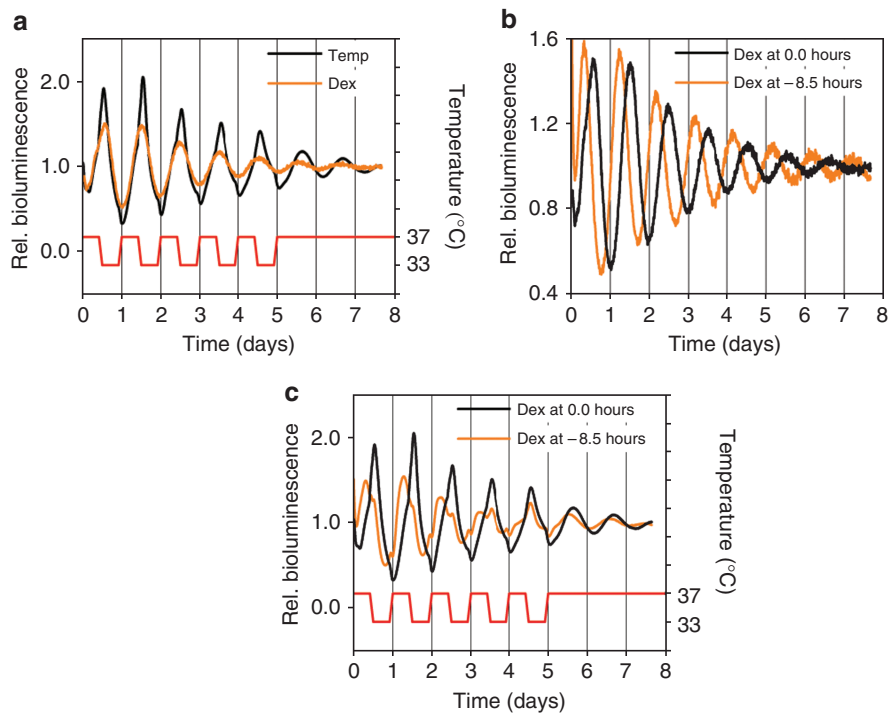 a
Rel. bioluminescence
2.0
1.0
0.0
Temp
Dex
Temperature (°C)
37
33
0 1 2 3 4 5 6 7 8
Time (days)
b
Rel. bioluminescence
1.6
1.2
0.8
0.4
Dex at 0.0 hours
Dex at −8.5 hours
0 1 2 3 4 5 6 7 8
Time (days)
c
Rel. bioluminescence
2.0
1.0
0.0
Dex at 0.0 hours
Dex at −8.5 hours
Temperature (°C)
37
33
0 1 2 3 4 5 6 7 8
Time (days)